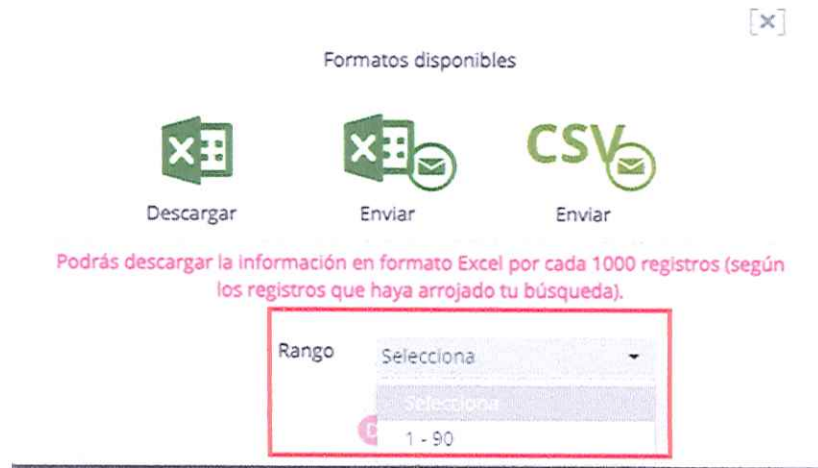 [×]
Formatos disponibles
CSV
Descargar
Enviar
Enviar
Podrás descargar la información en formato Excel por cada 1000 registros (según
los registros que haya arrojado tu búsqueda).
Rango
Selecciona
Selecciona
D
1 - 90